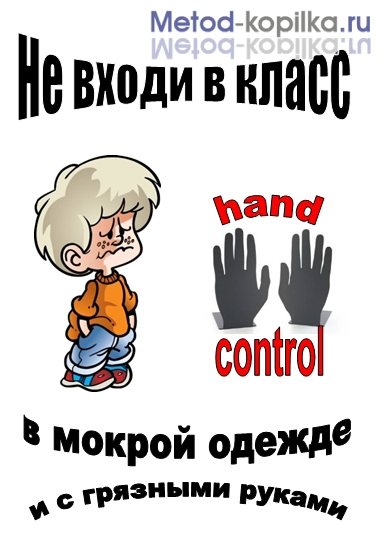 Metod-kopilka.ru
Не входи в класс
hand
control
в мокрой одежде
и с грязными руками